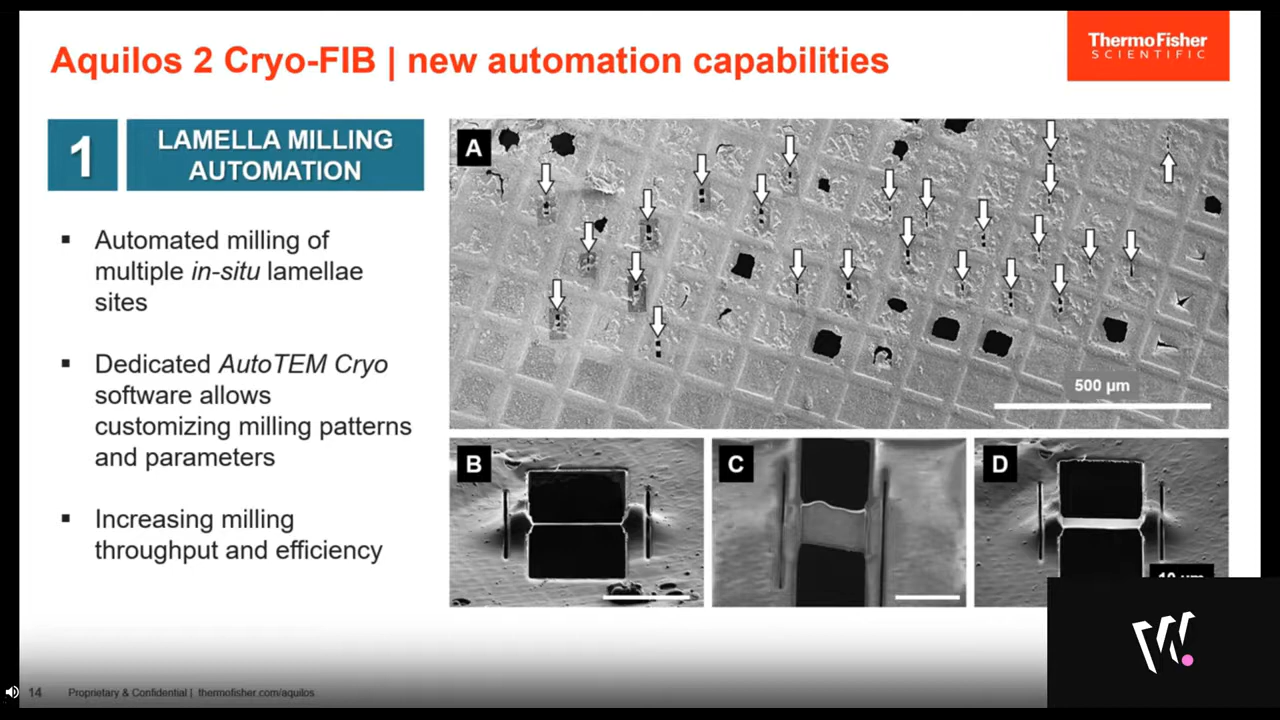 Aquilos 2 Cryo-FIB | new automation capabilities
ThermoFisher
SCIENTIFIC
1
LAMELLA MILLING
AUTOMATION
▪ Automated milling of
multiple in-situ lamellae
sites
▪ Dedicated AutoTEM Cryo
software allows
customizing milling patterns
and parameters
▪ Increasing milling
throughput and efficiency
A
500 µm
B
C
D
14
Proprietary & Confidential | thermofisher.com/aquilos